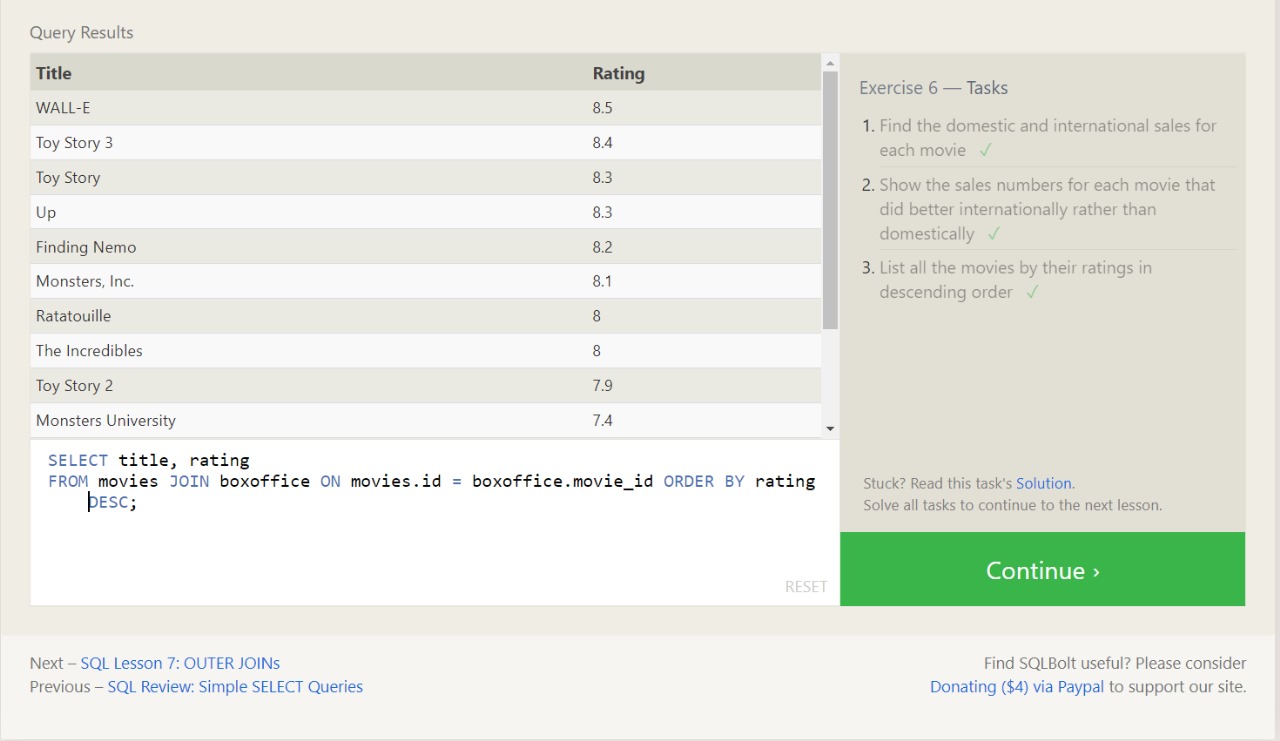 Query Results
Title Rating
WALL-E 8.5
Toy Story 3 8.4
Toy Story 8.3
Up 8.3
Finding Nemo 8.2
Monsters, Inc. 8.1
Ratatouille 8
The Incredibles 8
Toy Story 2 7.9
Monsters University 7.4
SELECT title, rating
FROM movies JOIN boxoffice ON movies.id = boxoffice.movie_id ORDER BY rating
DESC;
RESET
Exercise 6 — Tasks
1. Find the domestic and international sales for
each movie ✓
2. Show the sales numbers for each movie that
did better internationally rather than
domestically ✓
3. List all the movies by their ratings in
descending order ✓
Stuck? Read this task's Solution.
Solve all tasks to continue to the next lesson.
Continue ›
Next – SQL Lesson 7: OUTER JOINs
Previous – SQL Review: Simple SELECT Queries
Find SQLBolt useful? Please consider
Donating ($4) via Paypal to support our site.